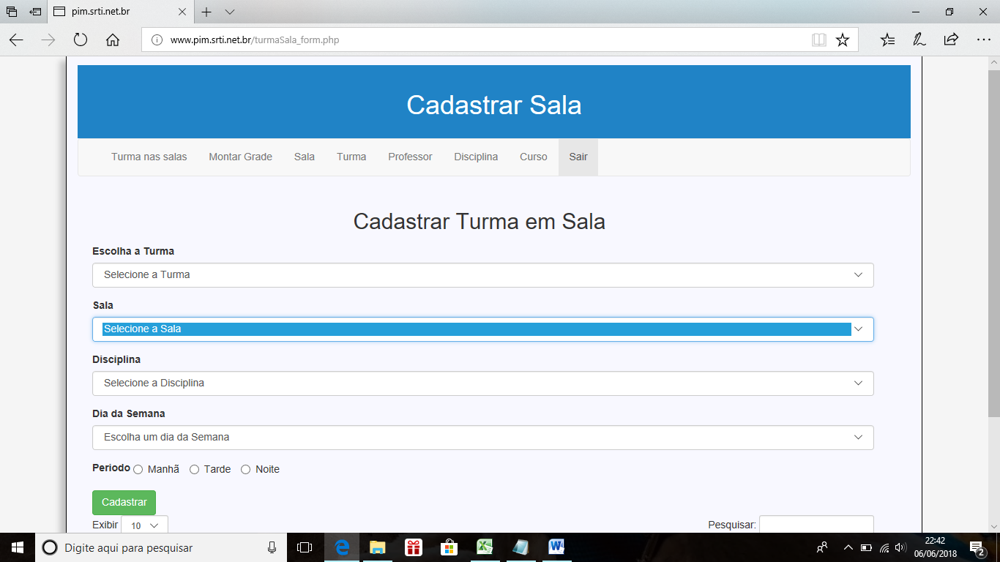 pim.srti.net.br
www.pim.srti.net.br/turmaSala_form.php
Cadastrar Sala
Turma nas salas Montar Grade Sala Turma Professor Disciplina Curso Sair
Cadastrar Turma em Sala
Escolha a Turma
Selecione a Turma
Sala
Selecione a Sala
Disciplina
Selecione a Disciplina
Dia da Semana
Escolha um dia da Semana
Periodo Manhã Tarde Noite
Cadastrar
Exibir 10 Pesquisar:
Digite aqui para pesquisar
22:42
06/06/2018
2